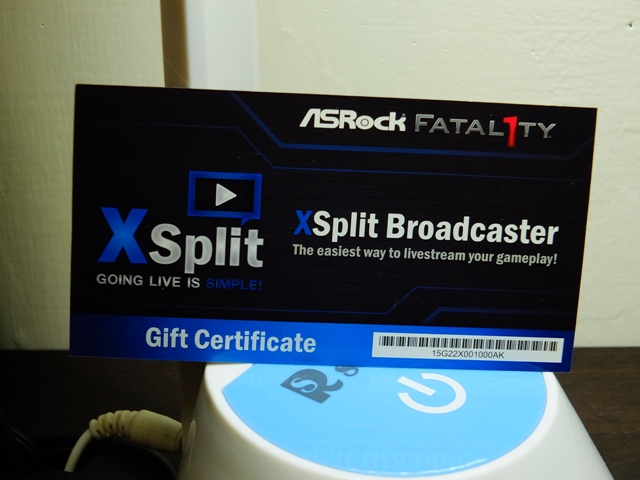 ASRock FATAL1TY
XSplit
GOING LIVE IS SIMPLE!
XSplit Broadcaster
The easiest way to livestream your gameplay!
Gift Certificate
15G22X001000AK